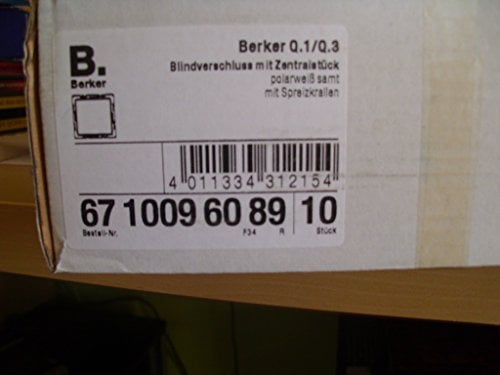 B.
Berker
Berker Q.1/Q.3
Blindverschluss mit Zentralstück
polarweiß samt
mit Spreizkrallen
4 011334 312154
67 1009 60 89 10
Bestell-Nr. F34 R Stück